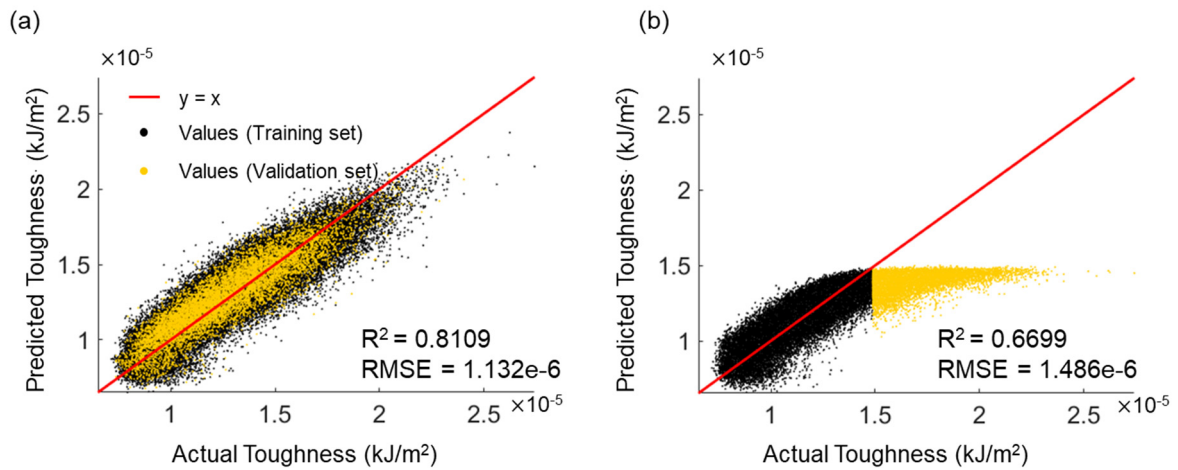 (a)
×10-5
Predicted Toughness (kJ/m²)
2.5
2
1.5
1
y = x
Values (Training set)
Values (Validation set)
R² = 0.8109
RMSE = 1.132e-6
1
1.5
2
2.5
×10-5
Actual Toughness (kJ/m²)
(b)
×10-5
Predicted Toughness (kJ/m²)
2.5
2
1.5
1
R² = 0.6699
RMSE = 1.486e-6
1
1.5
2
2.5
×10-5
Actual Toughness (kJ/m²)